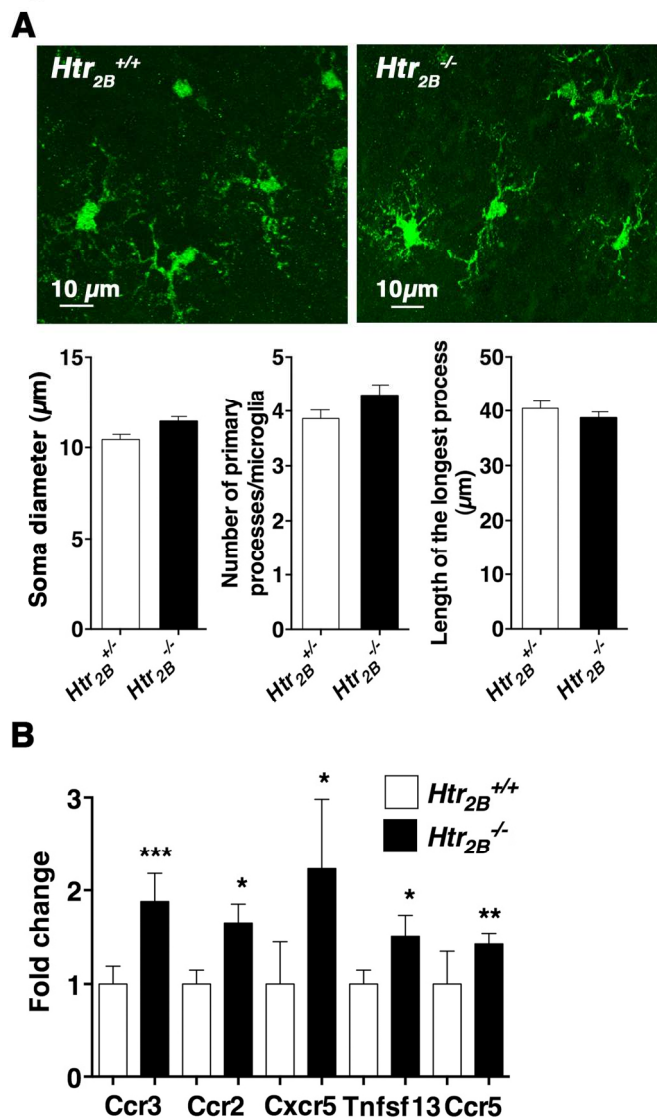 A
Htr2B+/+
Htr2B-/-
10 µm
10µm
Soma diameter (µm)
15
10
5
0
Htr2B+/-
Htr2B-/-
Number of primary
processes/microglia
5
4
3
2
1
0
Htr2B+/-
Htr2B-/-
Length of the longest process
(µm)
50
40
30
20
10
0
Htr2B+/-
Htr2B-/-
B
Htr2B+/+
Htr2B-/-
Fold change
3
2
1
0
***
*
*
*
**
Ccr3 Ccr2 Cxcr5 Tnfsf13 Ccr5